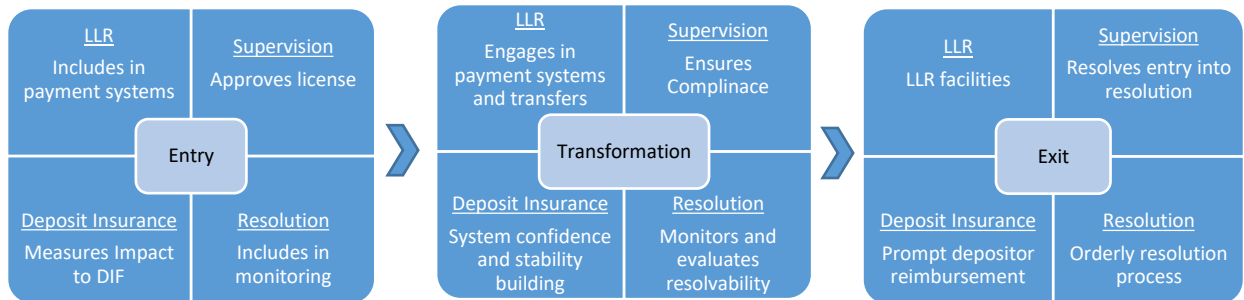 LLR
Includes in
payment systems
Supervision
Approves license
Entry
Deposit Insurance
Measures Impact
to DIF
Resolution
Includes in
monitoring
LLR
Engages in
payment systems
and transfers
Supervision
Ensures
Complinace
Transformation
Deposit Insurance
System confidence
and stability
building
Resolution
Monitors and
evaluates
resolvability
LLR
LLR facilities
Supervision
Resolves entry into
resolution
Exit
Deposit Insurance
Prompt depositor
reimbursement
Resolution
Orderly resolution
process